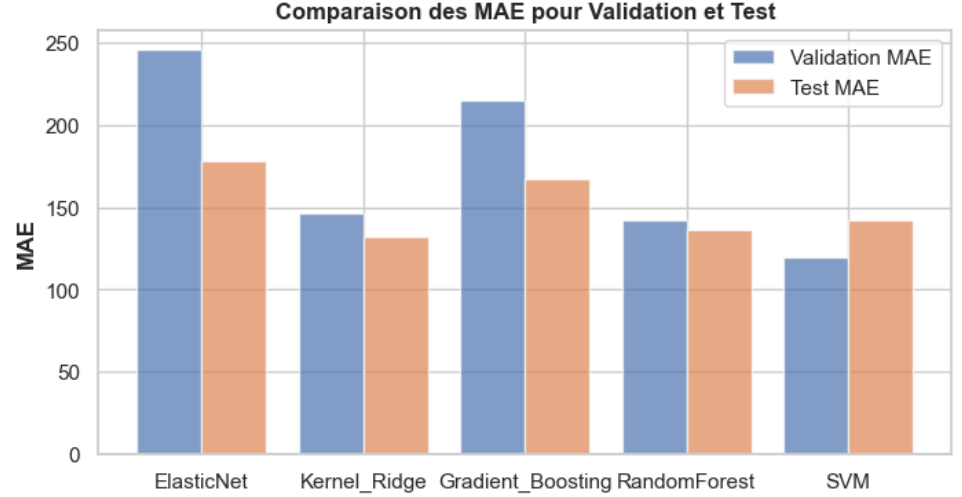 Comparaison des MAE pour Validation et Test
Validation MAE
Test MAE
MAE
250
200
150
100
50
0
ElasticNet Kernel_Ridge Gradient_Boosting RandomForest SVM